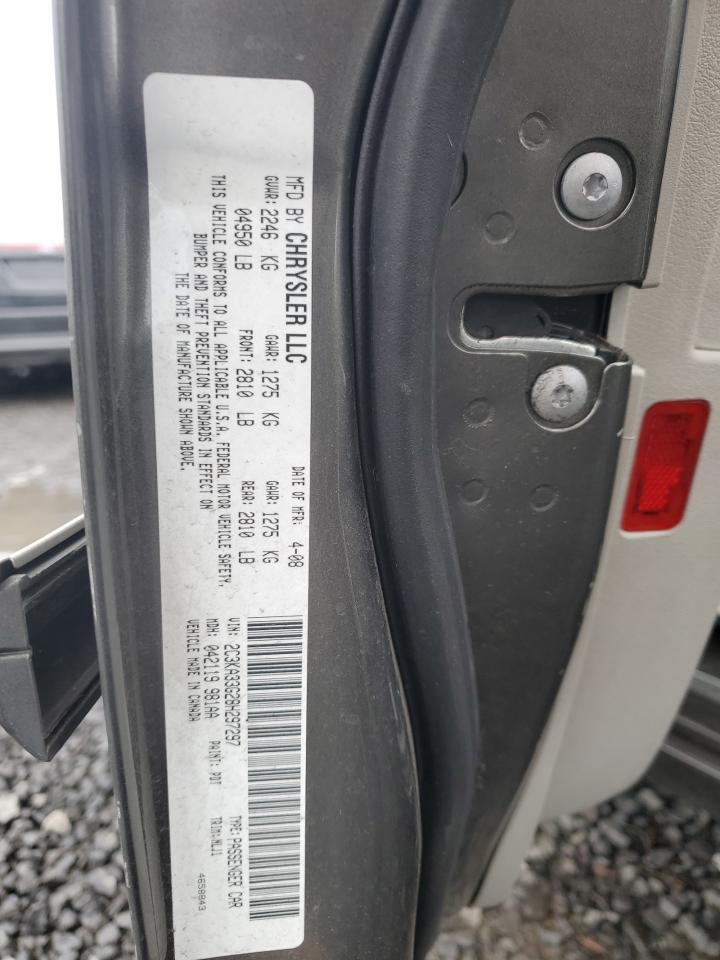 MFD BY CHRYSLER LLC DATE OF MFR: 4-08
GVWR: 2246 KG GAWR: 1275 KG GAWR: 1275 KG
04950 LB FRONT: 2810 LB REAR: 2810 LB
THIS VEHICLE CONFORMS TO ALL APPLICABLE U.S.A. FEDERAL MOTOR VEHICLE SAFETY,
BUMPER AND THEFT PREVENTION STANDARDS IN EFFECT ON
THE DATE OF MANUFACTURE SHOWN ABOVE.
VIN: 2C3KA33G28H297297 TYPE: PASSENGER CAR
MDH: 042119 981AA PAINT: PDT TRIM: NLJ1
VEHICLE MADE IN CANADA 4658843